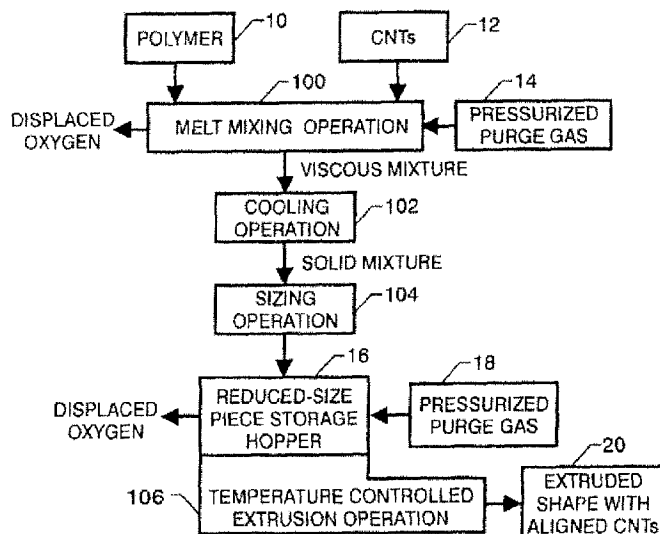 10
12
POLYMER
CNTs
100
14
DISPLACED
OXYGEN
MELT MIXING OPERATION
PRESSURIZED
PURGE GAS
VISCOUS MIXTURE
COOLING
OPERATION
102
SOLID MIXTURE
SIZING
OPERATION
104
16
18
DISPLACED
OXYGEN
REDUCED-SIZE
PIECE STORAGE
HOPPER
PRESSURIZED
PURGE GAS
20
106
TEMPERATURE CONTROLLED
EXTRUSION OPERATION
EXTRUDED
SHAPE WITH
ALIGNED CNTs